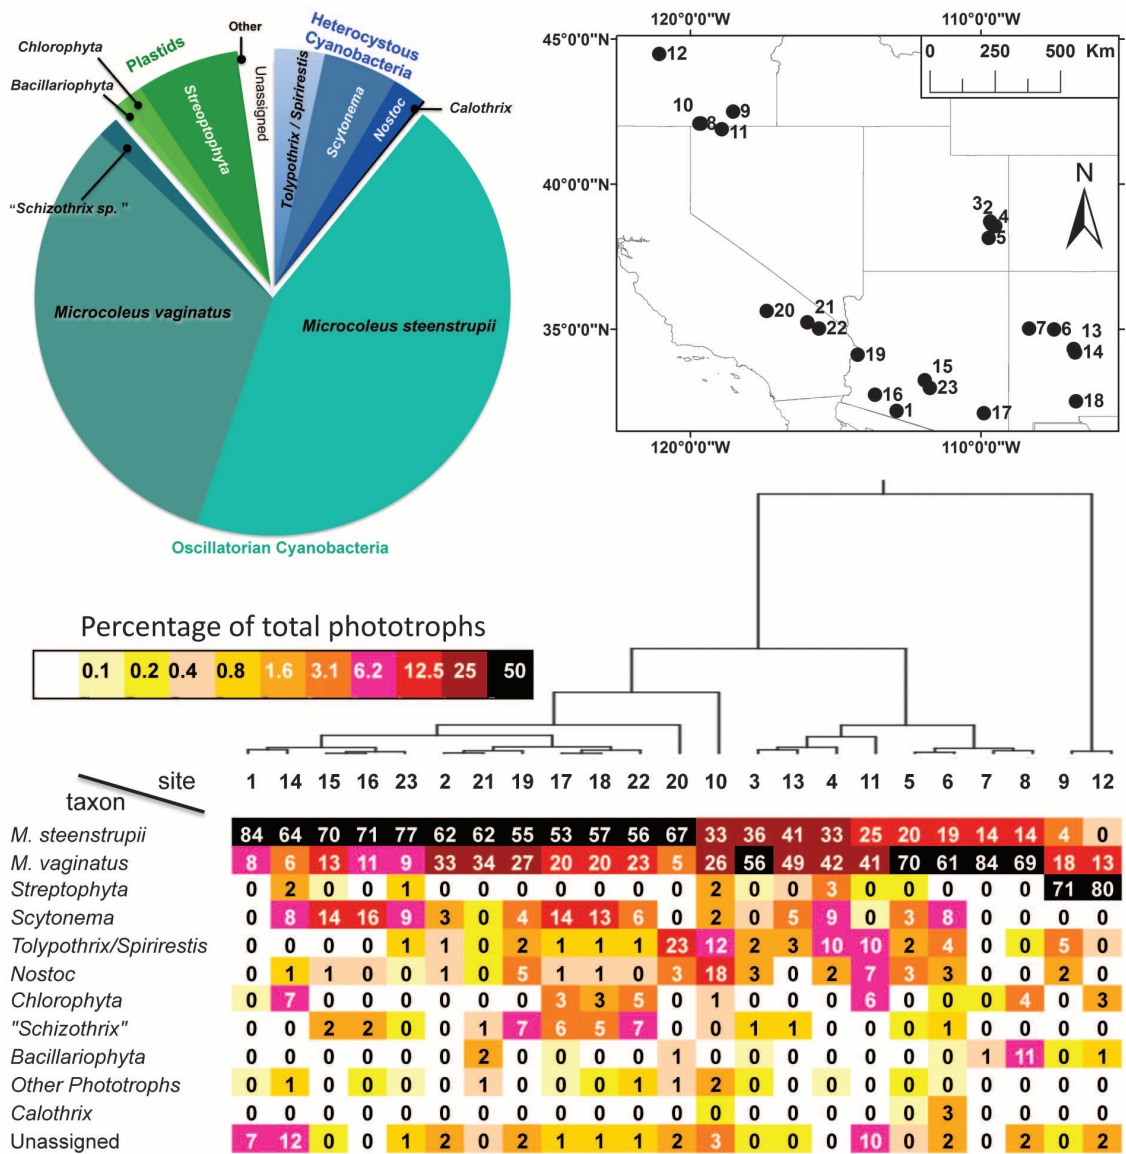 Other
Chlorophyta
Plastids
Bacillariophyta
Streoptophyta
Unassigned
Heterocystous
Cyanobacteria
Tolypothrix / Spirirestis
Scytonema
Nostoc
Calothrix
"Schizothrix sp. "
Microcoleus vaginatus
Microcoleus steenstrupii
Oscillatorian Cyanobacteria
120°0'0"W 110°0'0"W
45°0'0"N
40°0'0"N
35°0'0"N
0 250 500 Km
N
12
10
8
9
11
3 2
4
5
20
21
22
19
15
16
23
1
17
7
6
13
14
18
120°0'0"W 110°0'0"W
Percentage of total phototrophs
0.1 0.2 0.4 0.8 1.6 3.1 6.2 12.5 25 50
site 1 14 15 16 23 2 21 19 17 18 22 20 10 3 13 4 11 5 6 7 8 9 12
taxon
M. steenstrupii 84 64 70 71 77 62 62 55 53 57 56 67 33 36 41 33 25 20 19 14 14 4 0
M. vaginatus 8 6 13 11 9 33 34 27 20 20 23 5 26 56 49 42 41 70 61 84 69 18 13
Streptophyta 0 2 0 0 1 0 0 0 0 0 0 0 2 0 0 3 0 0 0 0 0 71 80
Scytonema 0 8 14 16 9 3 0 4 14 13 6 0 2 0 5 9 0 3 8 0 0 0 0
Tolypothrix/Spirirestis 0 0 0 0 1 1 0 2 1 1 1 23 12 2 3 10 10 2 4 0 0 5 0
Nostoc 0 1 1 0 0 1 0 5 1 1 0 3 18 3 0 2 7 3 3 0 0 2 0
Chlorophyta 0 7 0 0 0 0 0 0 3 3 5 0 1 0 0 0 6 0 0 0 4 0 3
"Schizothrix" 0 0 2 2 0 0 1 7 6 5 7 0 0 1 1 0 0 0 1 0 0 0 0
Bacillariophyta 0 0 0 0 0 0 2 0 0 0 0 1 0 0 0 0 0 0 0 1 11 0 1
Other Phototrophs 0 1 0 0 0 0 1 0 0 0 1 1 2 0 0 0 0 0 0 0 0 0 0
Calothrix 0 0 0 0 0 0 0 0 0 0 0 0 0 0 0 0 0 0 3 0 0 0 0
Unassigned 7 12 0 0 1 2 0 2 1 1 1 2 3 0 0 0 10 0 2 0 2 0 2